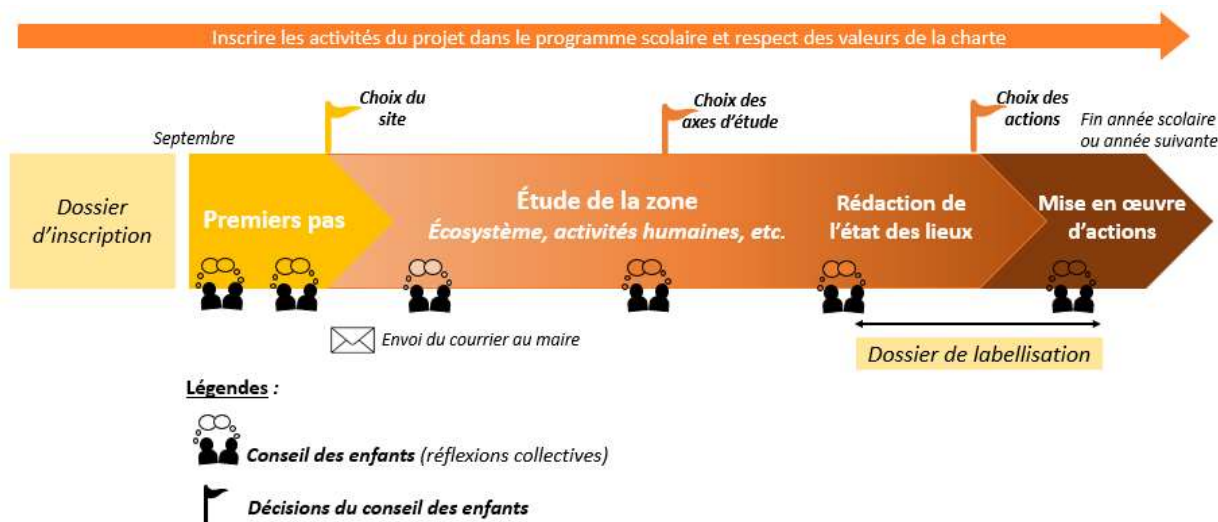 Inscrire les activités du projet dans le programme scolaire et respect des valeurs de la charte
Choix du
site
Choix des
axes d'étude
Choix des
actions
Septembre
Fin année scolaire
ou année suivante
Dossier
d'inscription
Premiers pas
Étude de la zone
Écosystème, activités humaines, etc.
Rédaction de
l'état des lieux
Mise en œuvre
d'actions
Envoi du courrier au maire
Dossier de labellisation
Légendes :
Conseil des enfants (réflexions collectives)
Décisions du conseil des enfants